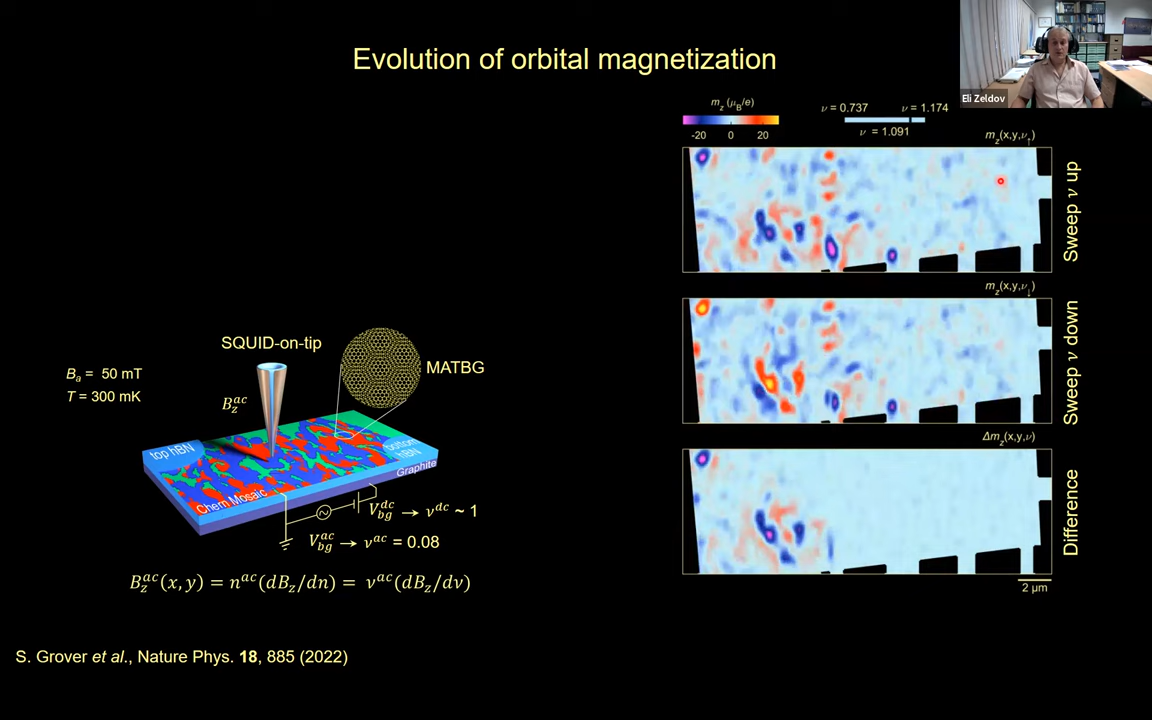 Evolution of orbital magnetization
Eli Zeldov
m_z (μ_B/e)
-20 0 20
ν = 0.737
ν = 1.174
ν = 1.091
m_z(x,y,ν↑)
Sweep ν up
m_z(x,y,ν↓)
Sweep ν down
Δm_z(x,y,ν)
Difference
2 μm
SQUID-on-tip
MATBG
B_a = 50 mT
T = 300 mK
B_z^ac
top hBN
bottom hBN
Graphite
Chern Mosaic
V_bg^dc → ν^dc ~ 1
V_bg^ac → ν^ac = 0.08
B_z^ac(x, y) = n^ac(dB_z/dn) = ν^ac(dB_z/dν)
S. Grover et al., Nature Phys. 18, 885 (2022)